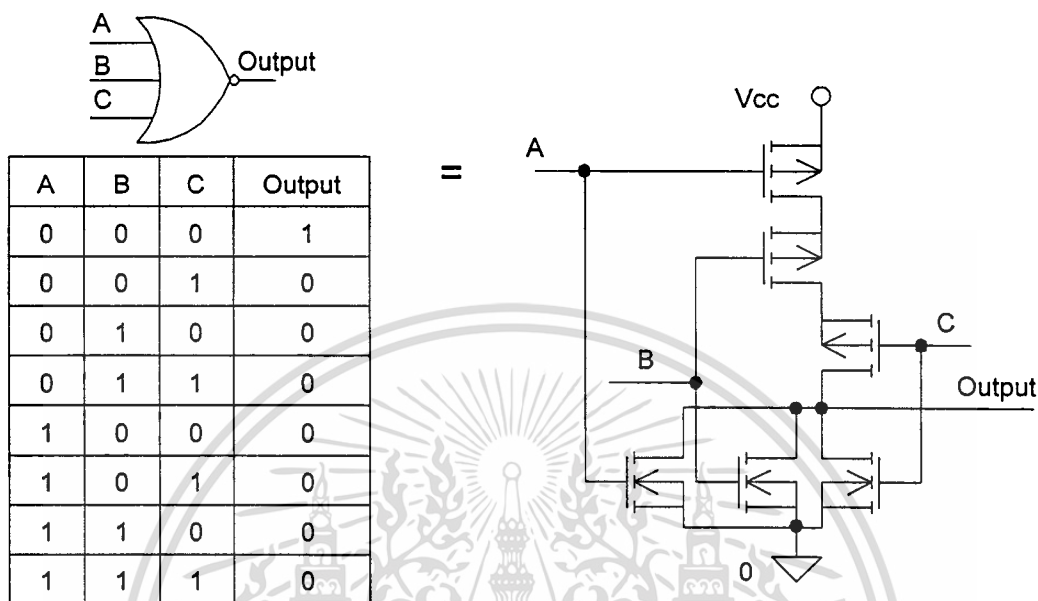 A
B
C
Output
A B C Output
0 0 0 1
0 0 1 0
0 1 0 0
0 1 1 0
1 0 0 0
1 0 1 0
1 1 0 0
1 1 1 0
=
Vcc
A
C
B
Output
0